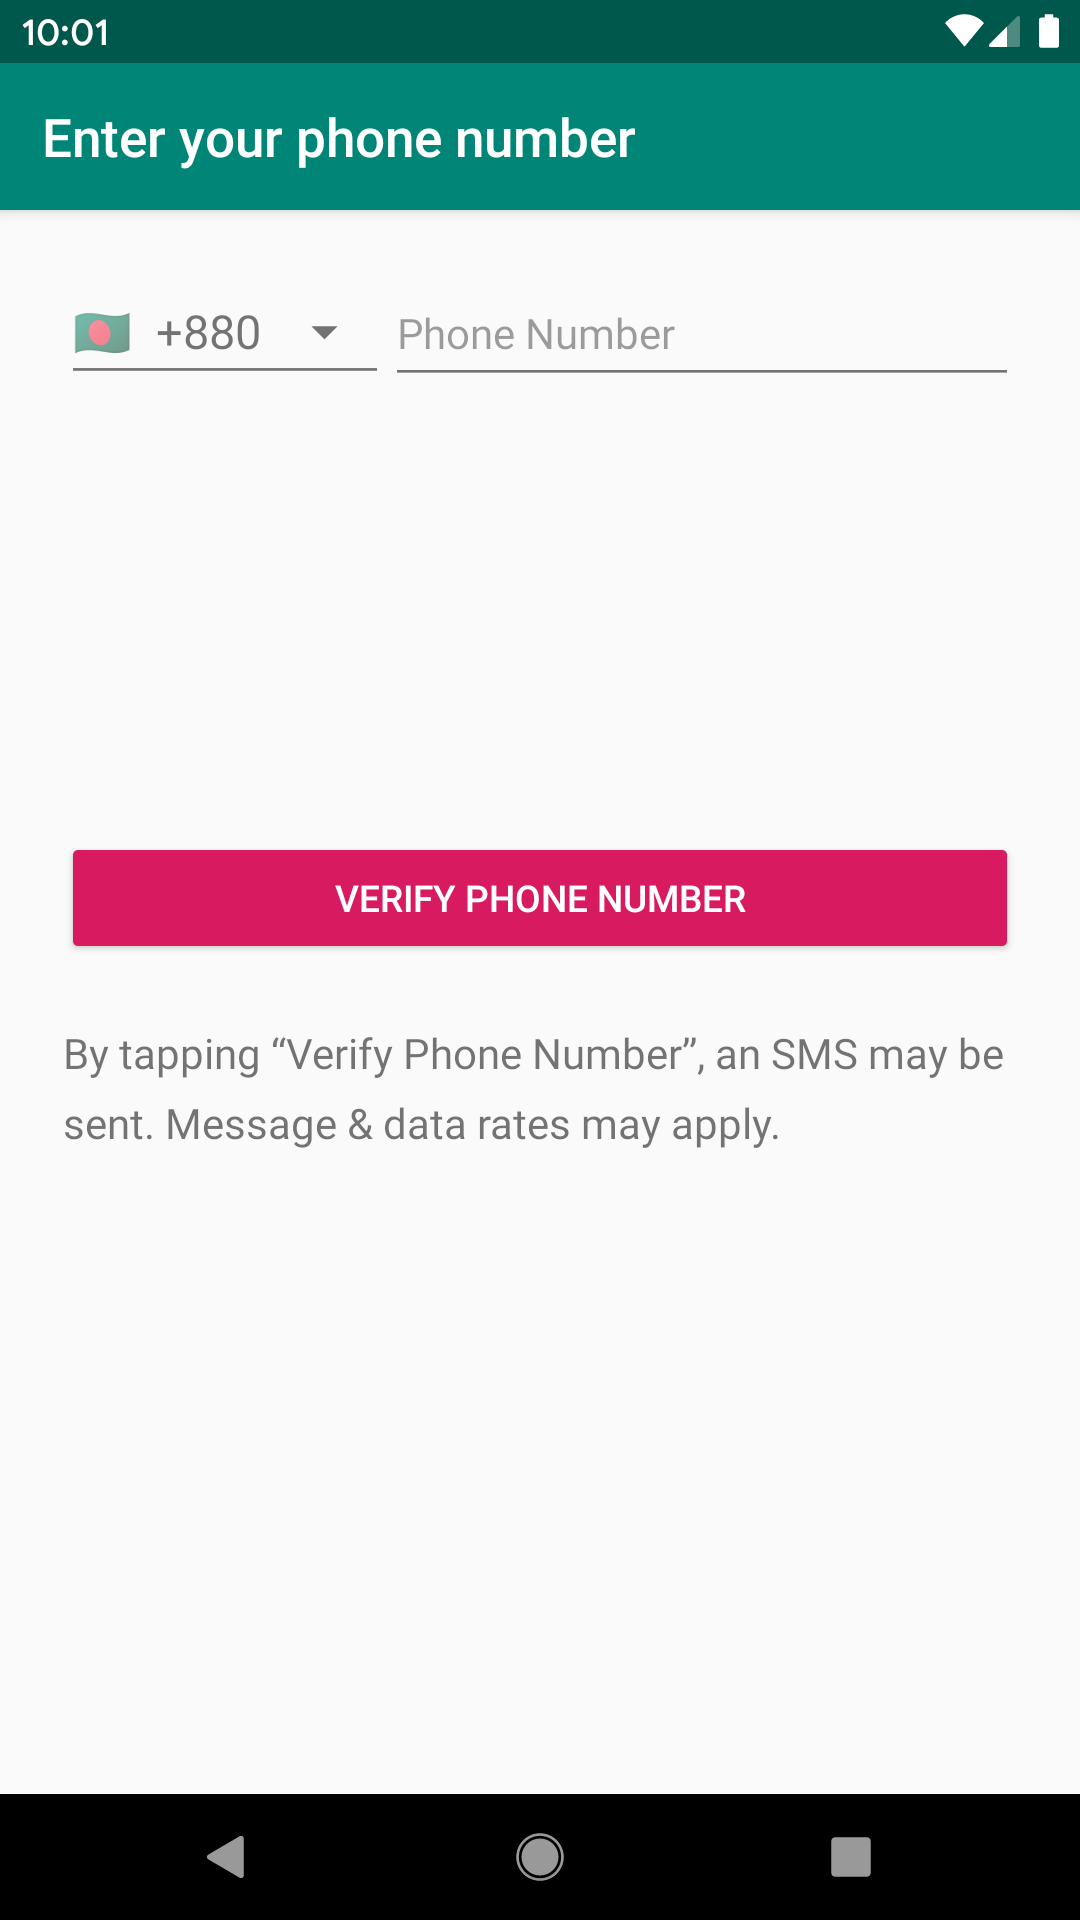 10:01
Enter your phone number
+880 Phone Number
VERIFY PHONE NUMBER
By tapping “Verify Phone Number”, an SMS may be
sent. Message & data rates may apply.